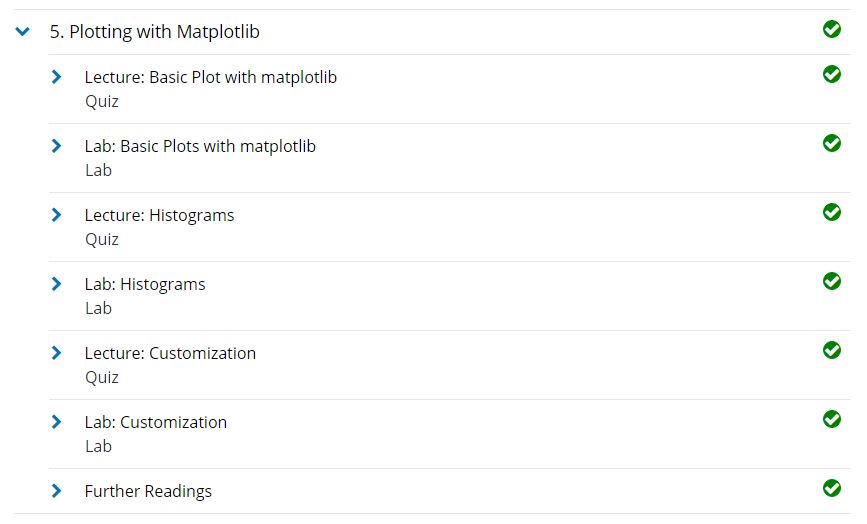 5. Plotting with Matplotlib
Lecture: Basic Plot with matplotlib
Quiz
Lab: Basic Plots with matplotlib
Lab
Lecture: Histograms
Quiz
Lab: Histograms
Lab
Lecture: Customization
Quiz
Lab: Customization
Lab
Further Readings